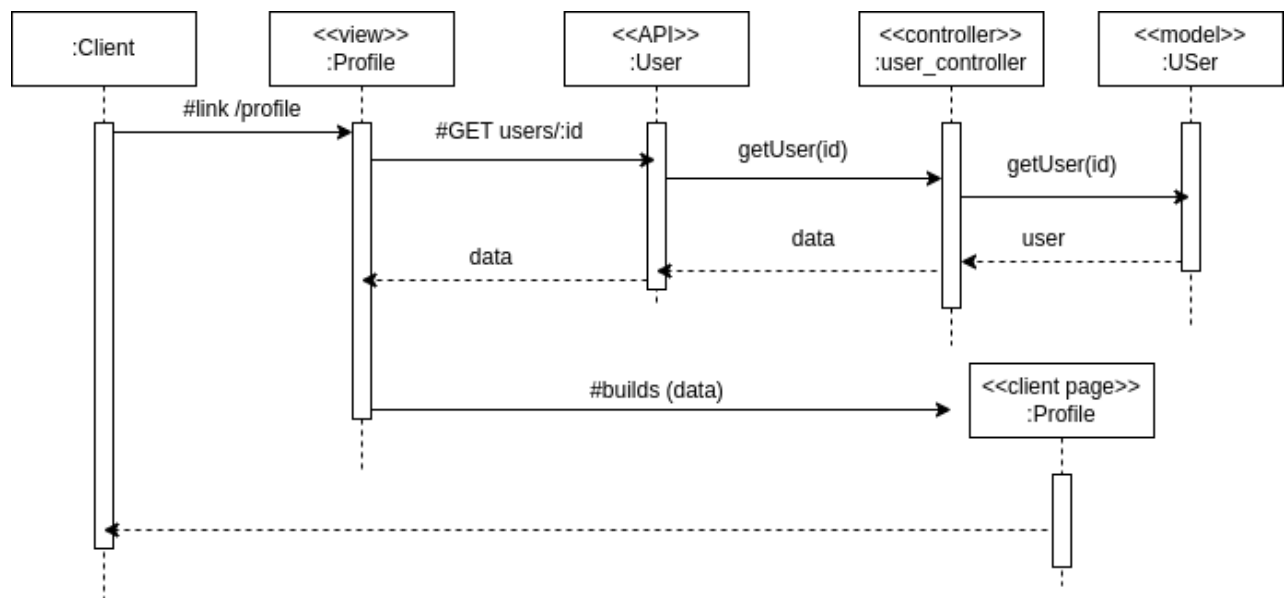 :Client
<<view>>
:Profile
<<API>>
:User
<<controller>>
:user_controller
<<model>>
:USer
#link /profile
#GET users/:id
getUser(id)
getUser(id)
user
data
data
#builds (data)
<<client page>>
:Profile